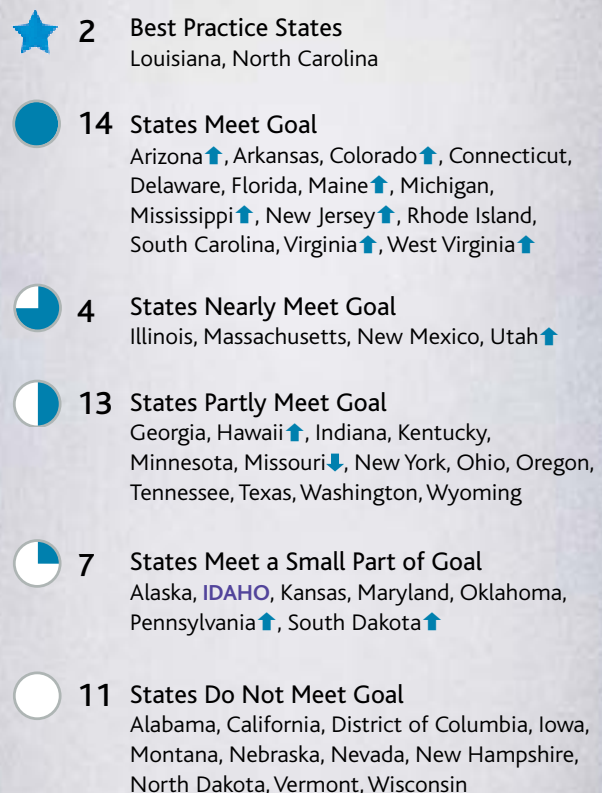 2 Best Practice States
Louisiana, North Carolina
14 States Meet Goal
Arizona⬆, Arkansas, Colorado⬆, Connecticut,
Delaware, Florida, Maine⬆, Michigan,
Mississippi⬆, New Jersey⬆, Rhode Island,
South Carolina, Virginia⬆, West Virginia⬆
4 States Nearly Meet Goal
Illinois, Massachusetts, New Mexico, Utah⬆
13 States Partly Meet Goal
Georgia, Hawaii⬆, Indiana, Kentucky,
Minnesota, Missouri⬇, New York, Ohio, Oregon,
Tennessee, Texas, Washington, Wyoming
7 States Meet a Small Part of Goal
Alaska, IDAHO, Kansas, Maryland, Oklahoma,
Pennsylvania⬆, South Dakota⬆
11 States Do Not Meet Goal
Alabama, California, District of Columbia, Iowa,
Montana, Nebraska, Nevada, New Hampshire,
North Dakota, Vermont, Wisconsin